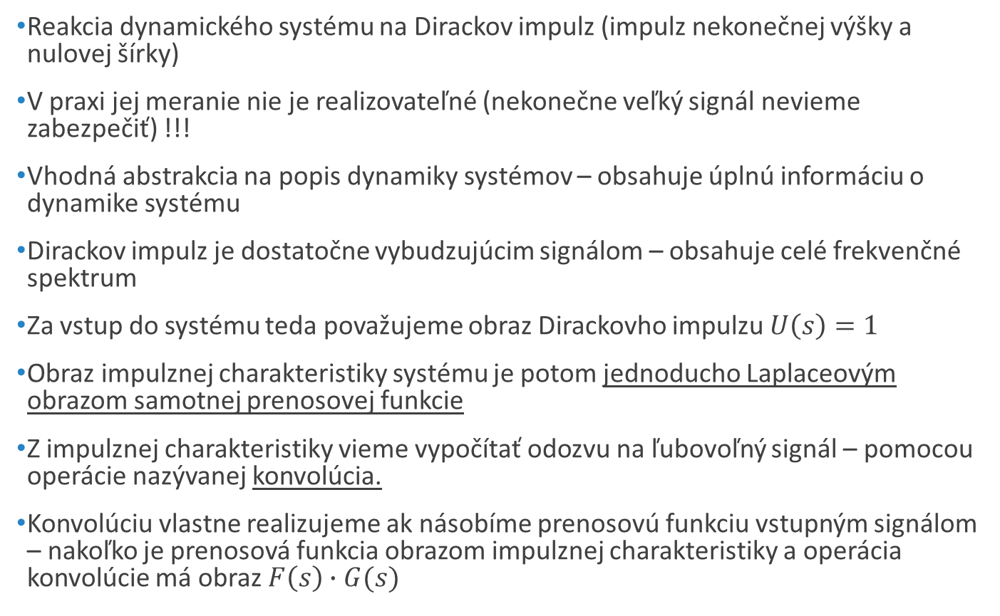 •Reakcia dynamického systému na Dirackov impulz (impulz nekonečnej výšky a
nulovej šírky)
•V praxi jej meranie nie je realizovateľné (nekonečne veľký signál nevieme
zabezpečiť) !!!
•Vhodná abstrakcia na popis dynamiky systémov – obsahuje úplnú informáciu o
dynamike systému
•Dirackov impulz je dostatočne vybudzujúcim signálom – obsahuje celé frekvenčné
spektrum
•Za vstup do systému teda považujeme obraz Dirackovho impulzu U(s) = 1
•Obraz impulznej charakteristiky systému je potom jednoducho Laplaceovým
obrazom samotnej prenosovej funkcie
•Z impulznej charakteristiky vieme vypočítať odozvu na ľubovoľný signál – pomocou
operácie nazývanej konvolúcia.
•Konvolúciu vlastne realizujeme ak násobíme prenosovú funkciu vstupným signálom
– nakoľko je prenosová funkcia obrazom impulznej charakteristiky a operácia
konvolúcie má obraz F(s) · G(s)